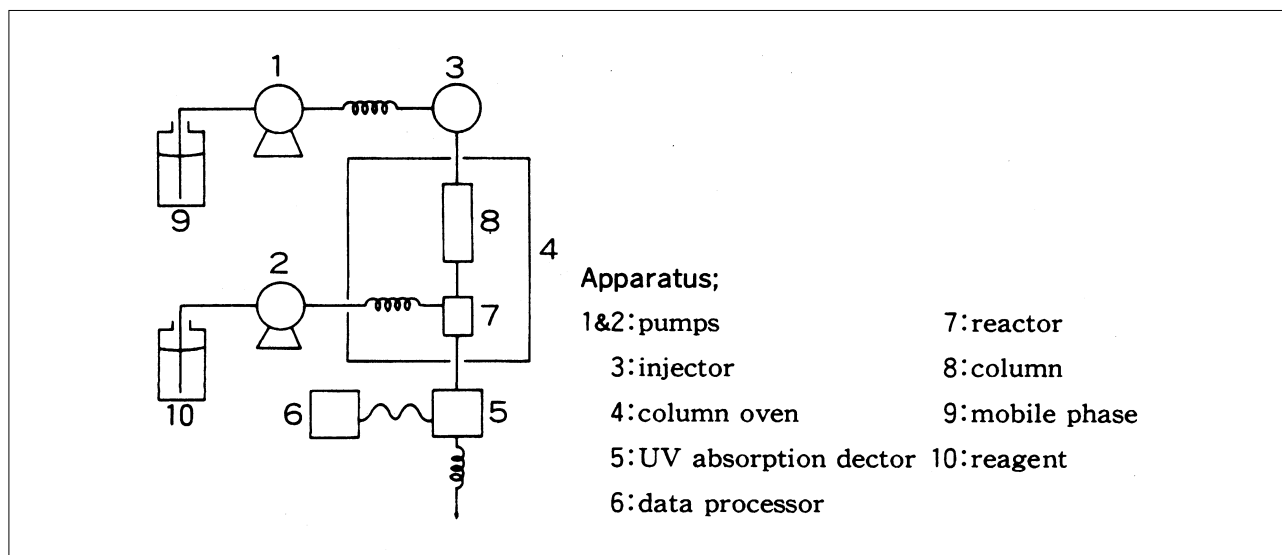 1
3
9
8
4
2
7
10
6
5
Apparatus;
1&2:pumps 7:reactor
3:injector 8:column
4:column oven 9:mobile phase
5:UV absorption dector 10:reagent
6:data processor